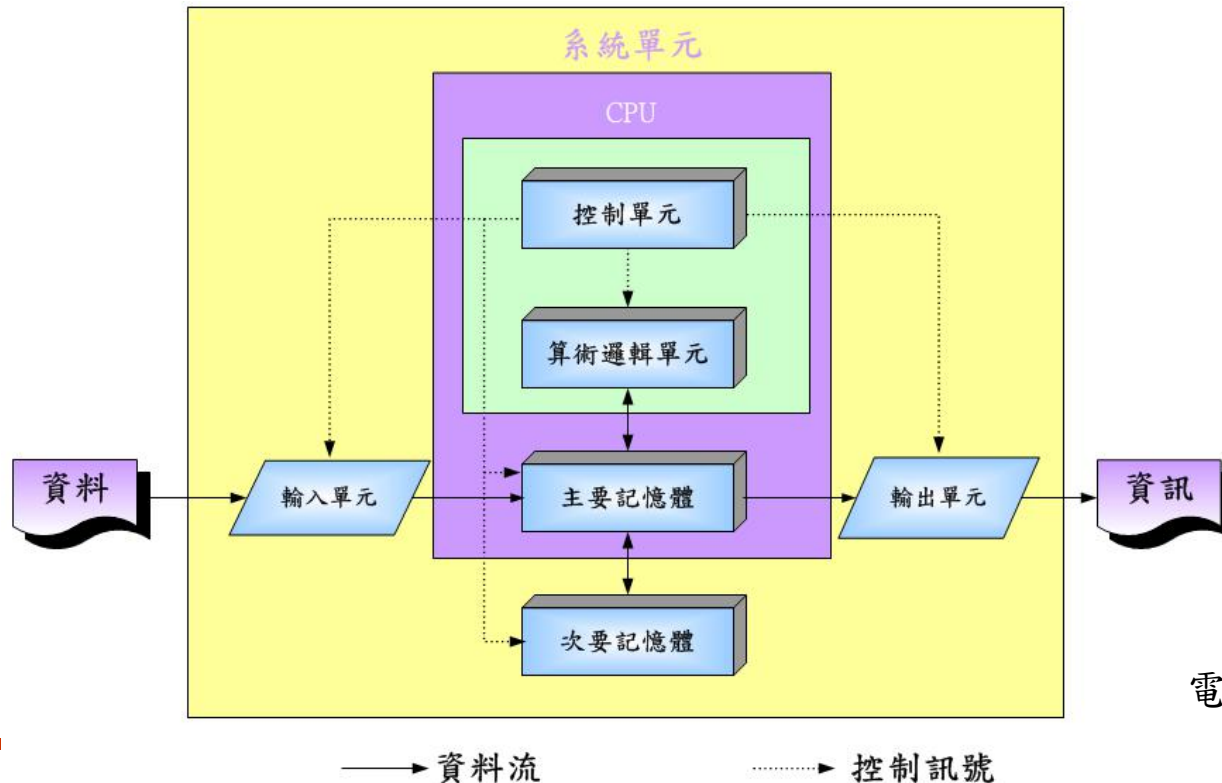 系統單元
CPU
控制單元
算術邏輯單元
資料
輸入單元
主要記憶體
輸出單元
資訊
次要記憶體
電
資料流
控制訊號